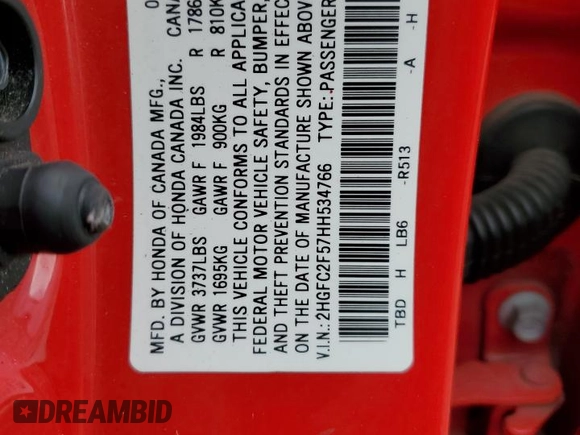 MFD. BY HONDA OF CANADA MFG.,
A DIVISION OF HONDA CANADA INC. CANA
GVWR 3737LBS GAWR F 1984LBS R 1786
GVWR 1695KG GAWR F 900KG R 810K
THIS VEHICLE CONFORMS TO ALL APPLICA
FEDERAL MOTOR VEHICLE SAFETY, BUMPER,
AND THEFT PREVENTION STANDARDS IN EFFEC
ON THE DATE OF MANUFACTURE SHOWN ABOV
V.I.N.: 2HGFC2F57HH534766 TYPE: PASSENGER
TBD H LB6 -R513 -A -H
DREAMBID